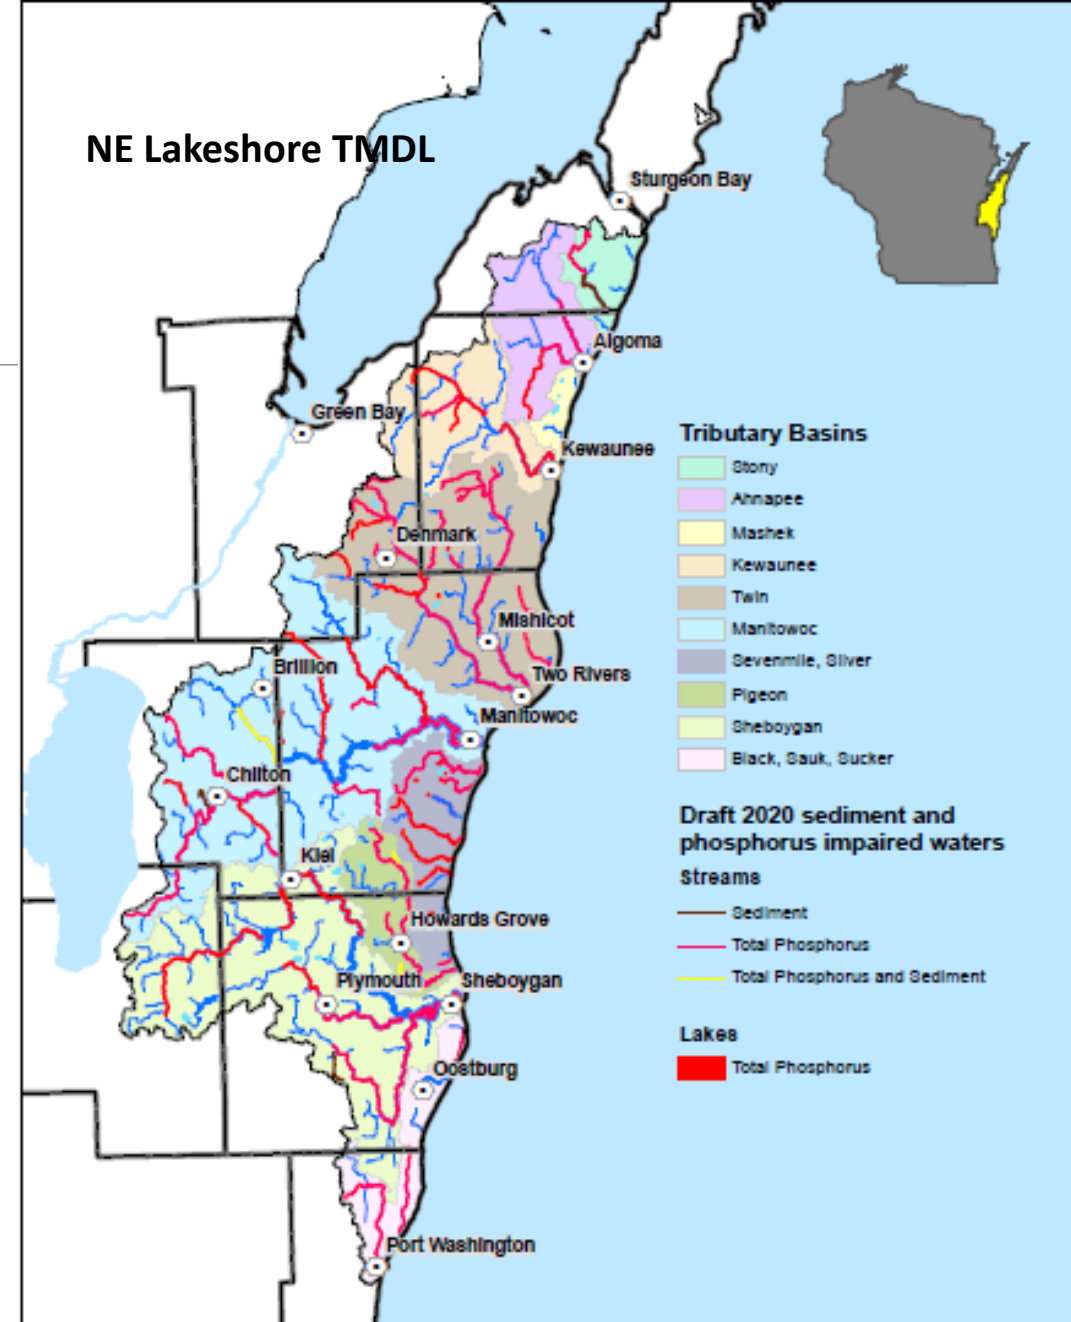 NE Lakeshore TMDL
Sturgeon Bay
Algoma
Green Bay
Kewaunee
Denmark
Mishicot
Two Rivers
Brillion
Manitowoc
Chilton
Kiel
Howards Grove
Plymouth
Sheboygan
Oostburg
Port Washington
Tributary Basins
Stony
Ahnapee
Mashek
Kewaunee
Twin
Manitowoc
Sevenmile, Silver
Pigeon
Sheboygan
Black, Sauk, Sucker
Draft 2020 sediment and
phosphorus impaired waters
Streams
Sediment
Total Phosphorus
Total Phosphorus and Sediment
Lakes
Total Phosphorus